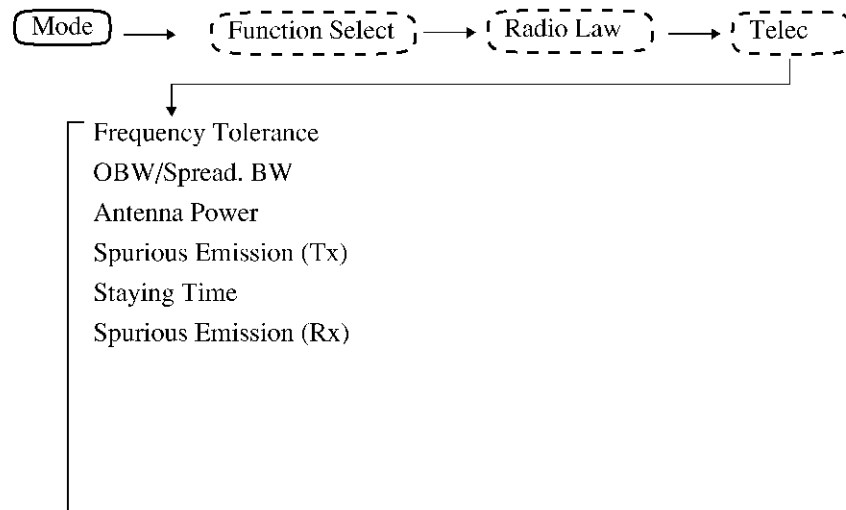 Mode Function Select Radio Law Telec
Frequency Tolerance
OBW/Spread. BW
Antenna Power
Spurious Emission (Tx)
Staying Time
Spurious Emission (Rx)